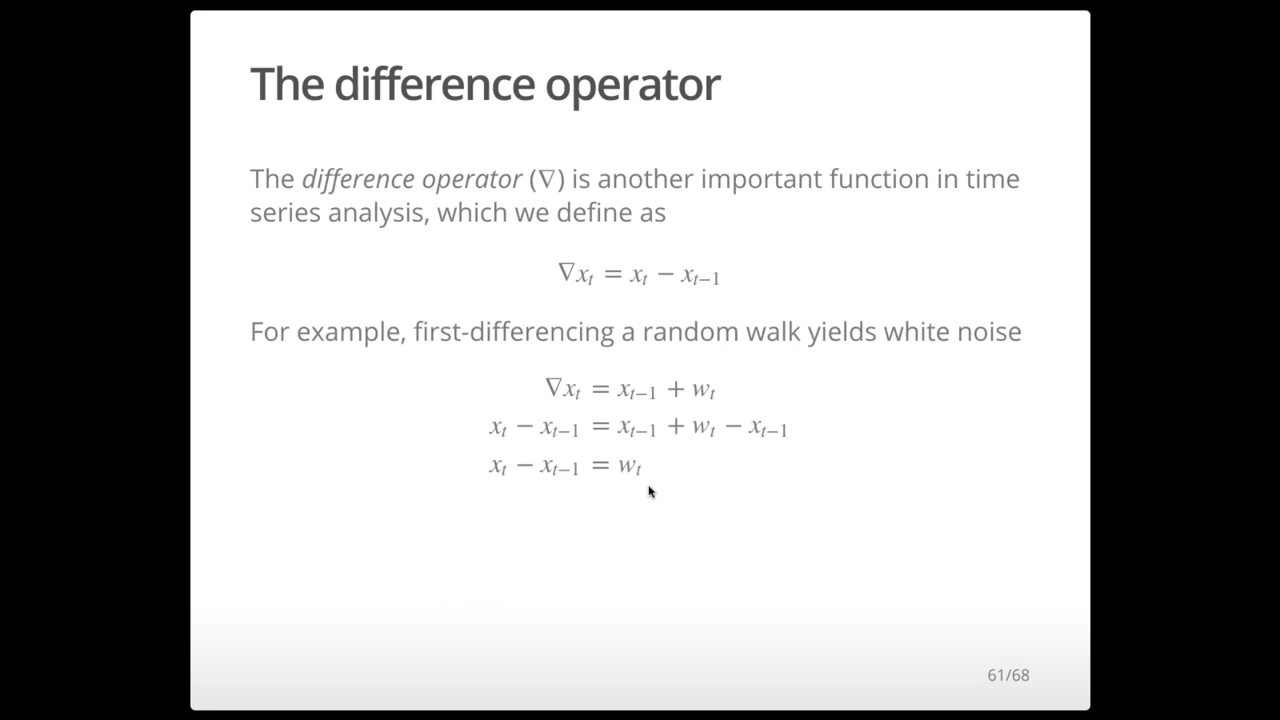 The difference operator
The difference operator (∇) is another important function in time
series analysis, which we define as
∇xₜ = xₜ − xₜ₋₁
For example, first-differencing a random walk yields white noise
∇xₜ = xₜ₋₁ + wₜ
xₜ − xₜ₋₁ = xₜ₋₁ + wₜ − xₜ₋₁
xₜ − xₜ₋₁ = wₜ
61/68